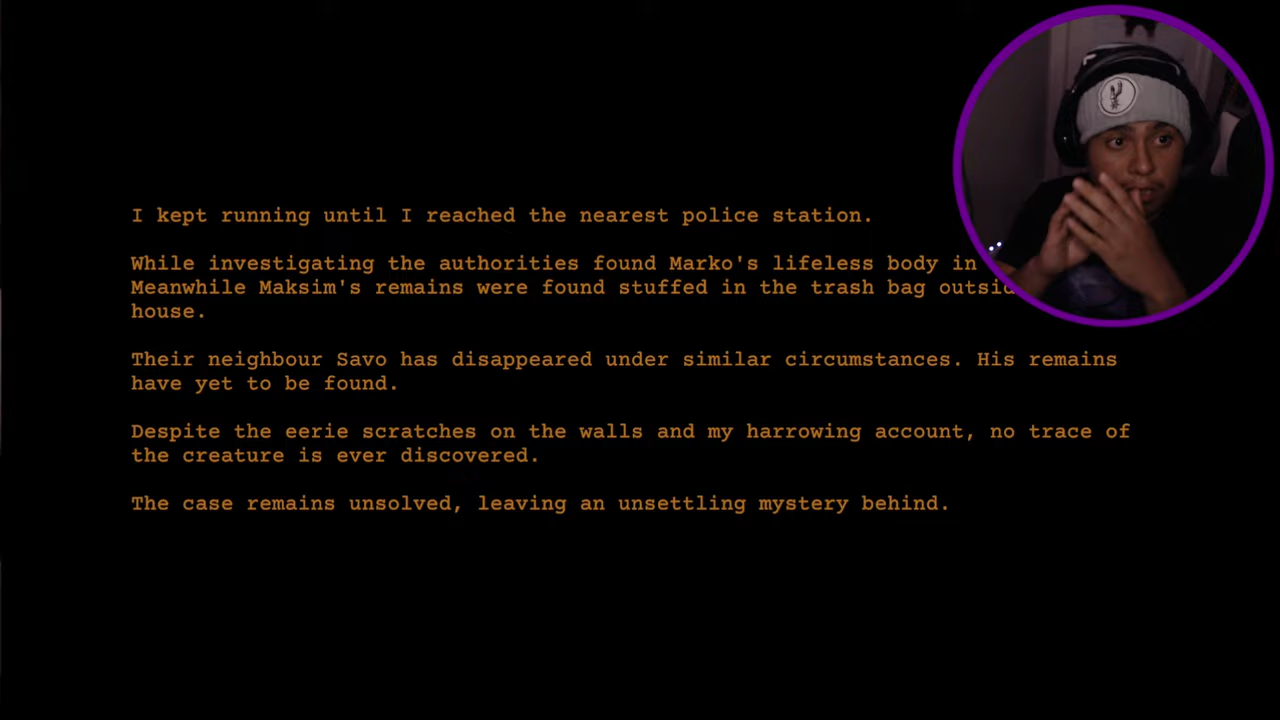 I kept running until I reached the nearest police station.
While investigating the authorities found Marko's lifeless body in
Meanwhile Maksim's remains were found stuffed in the trash bag
house.
Their neighbour Savo has disappeared under similar circumstances. His remains
have yet to be found.
Despite the eerie scratches on the walls and my harrowing account, no trace of
the creature is ever discovered.
The case remains unsolved, leaving an unsettling mystery behind.